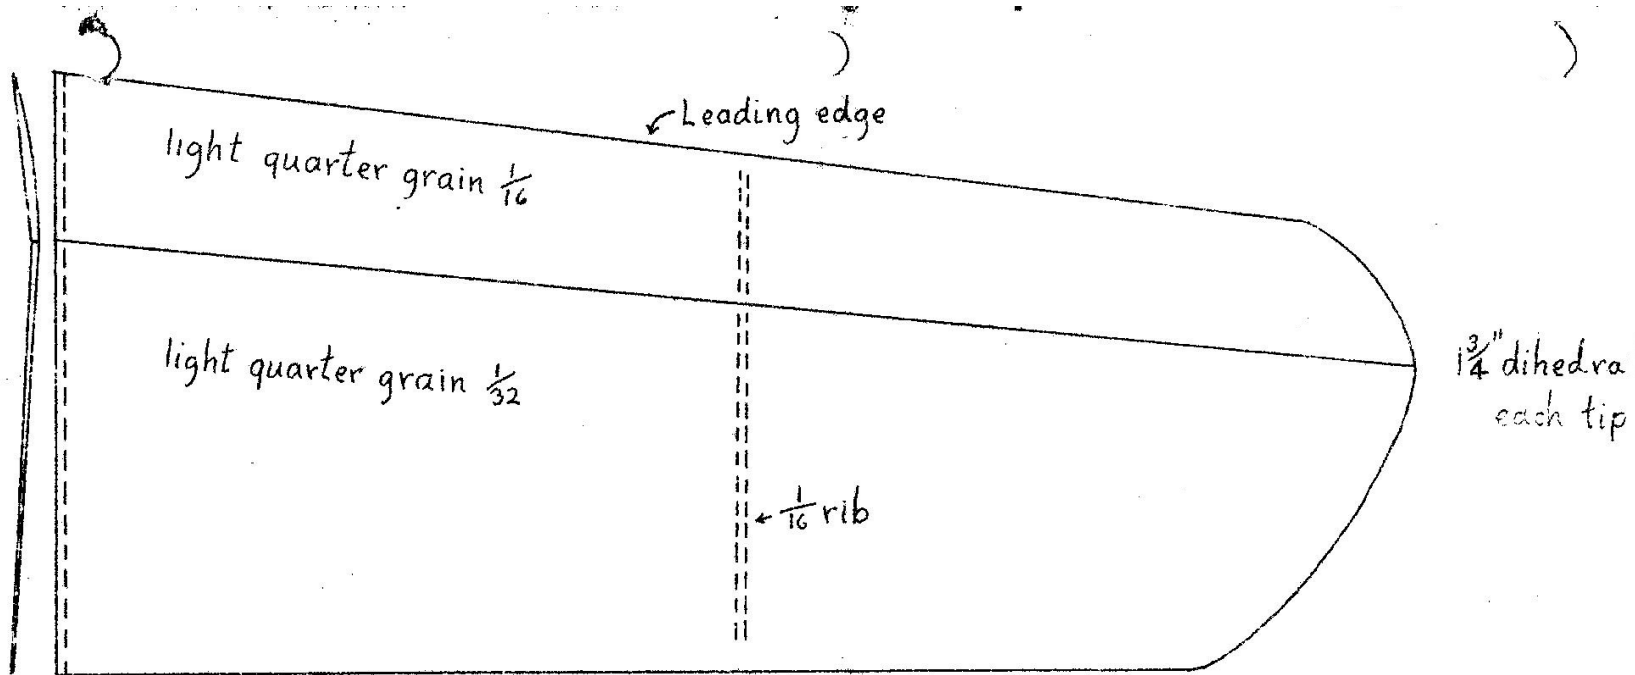 Leading edge
light quarter grain 1/16
light quarter grain 1/32
1 3/4" dihedra
each tip
1/16 rib